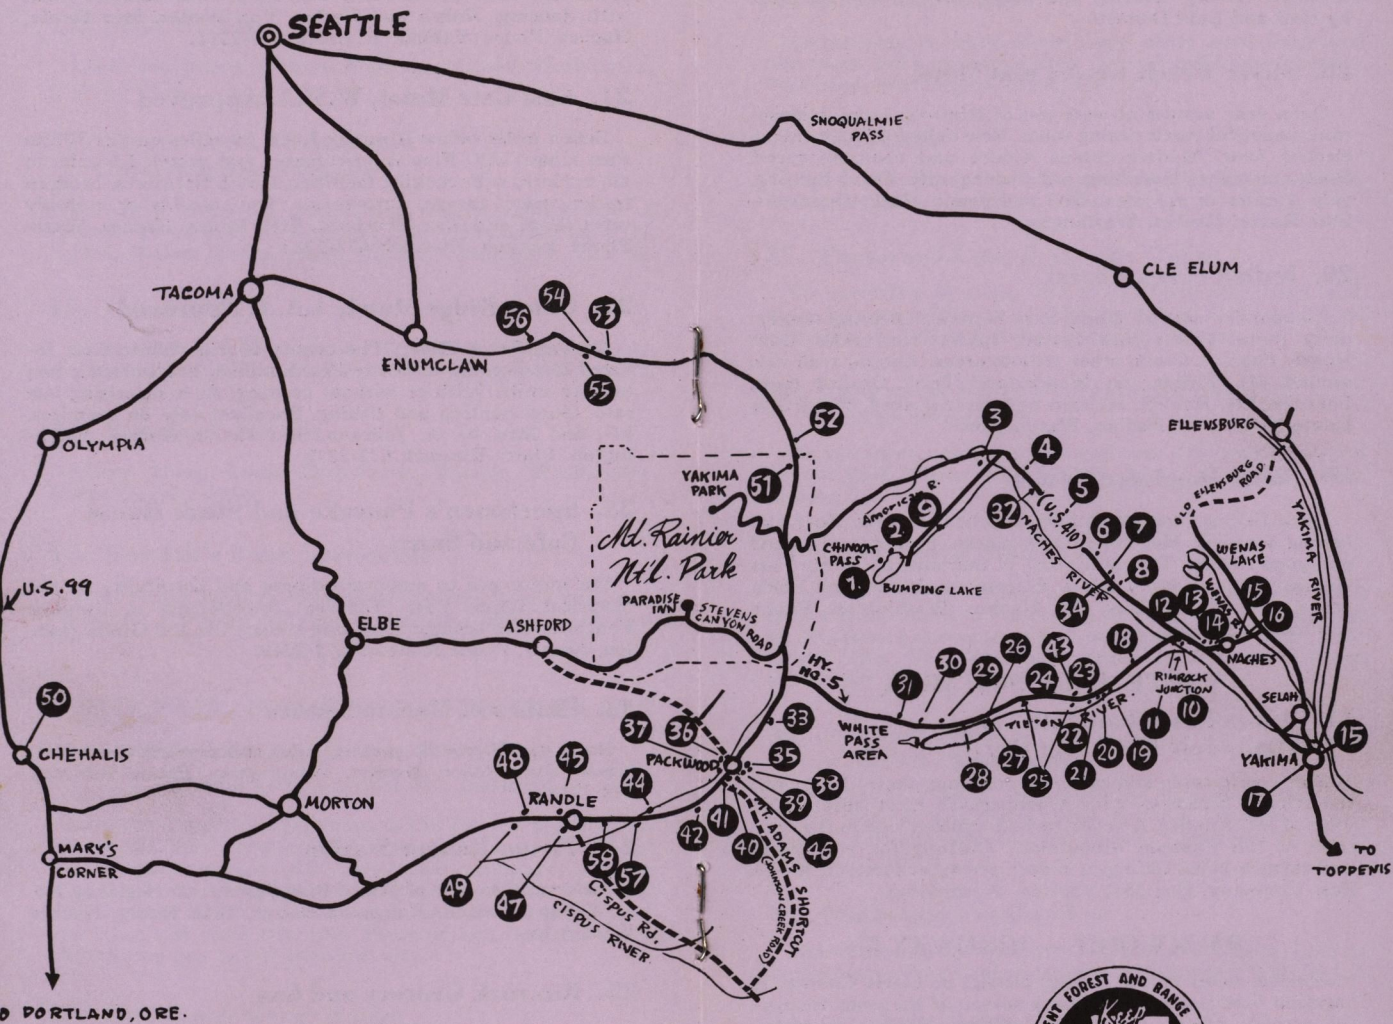 SEATTLE
SNOQUALMIE
PASS
CLE ELUM
TACOMA
56
54
53
ENUMCLAW
55
52
3
ELLENSBURG
OLYMPIA
4
YAKIMA
PARK
51
5
OLD ELLENSBURG
ROAD
American R.
9
32
(U.S. 410)
6
7
YAKIMA RIVER
2
Mt. Rainier
Nt'l. Park
CHINOOK
PASS
NACHES RIVER
WENAS
LAKE
8
1
BUMPING LAKE
U.S. 99
PARADISE
INN
STEVENS
CANYON ROAD
34
12
13
WENAS R.
15
14
16
ELBE
ASHFORD
HY.
NO. 5
31
30
29
26
43
24
23
18
NACHES
RIMROCK
JUNCTION
50
37
36
33
WHITE
PASS
AREA
TIETON RIVER
11
10
SELAH
CHEHALIS
48
45
PACKWOOD
35
28
27
25
22
21
20
19
YAKIMA
15
44
38
MORTON
RANDLE
39
17
42
41
40
46
MT. ADAMS SHORTCUT
(JOHNSON CREEK ROAD)
MARY'S
CORNER
58
57
TO
TOPPENIS
49
47
CISPUS Rd.
CISPUS RIVER
PORTLAND, ORE.
FOREST AND RANGE
Keep